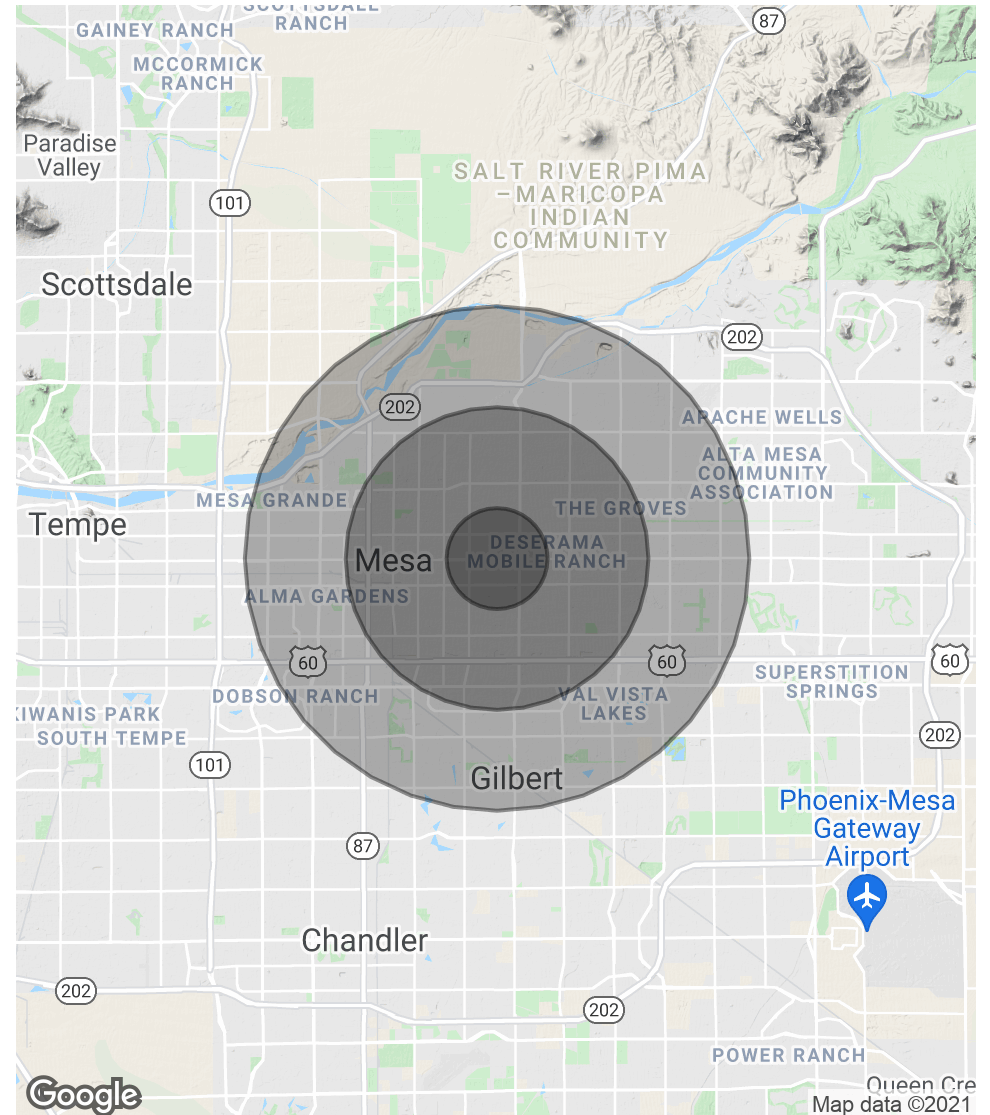 SCOTTSDALE
RANCH
GAINEY RANCH
87
MCCORMICK
RANCH
Paradise
Valley
SALT RIVER PIMA
–MARICOPA
INDIAN
COMMUNITY
101
Scottsdale
202
202
APACHE WELLS
ALTA MESA
COMMUNITY
ASSOCIATION
MESA GRANDE
THE GROVES
Tempe
DESERAMA
MOBILE RANCH
Mesa
ALMA GARDENS
60
60
60
SUPERSTITION
SPRINGS
DOBSON RANCH
VAL VISTA
LAKES
KIWANIS PARK
SOUTH TEMPE
202
101
Gilbert
Phoenix-Mesa
Gateway
Airport
87
Chandler
202
202
POWER RANCH
Queen Cre
Google
Map data ©2021